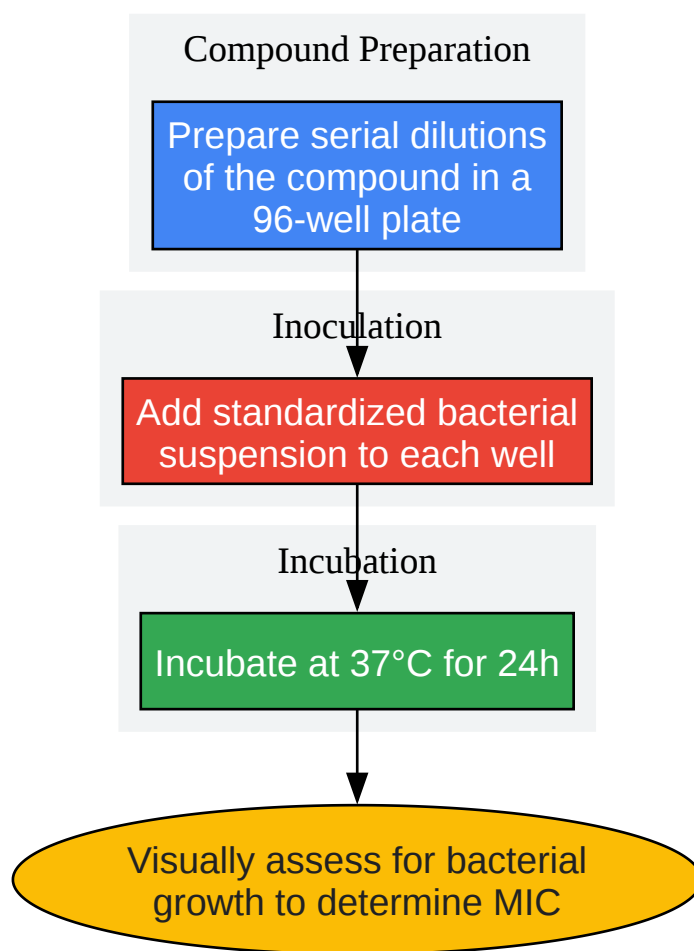 Compound Preparation
Prepare serial dilutions
of the compound in a
96-well plate
Inoculation
Add standardized bacterial
suspension to each well
Incubation
Incubate at 37°C for 24h
Visually assess for bacterial
growth to determine MIC